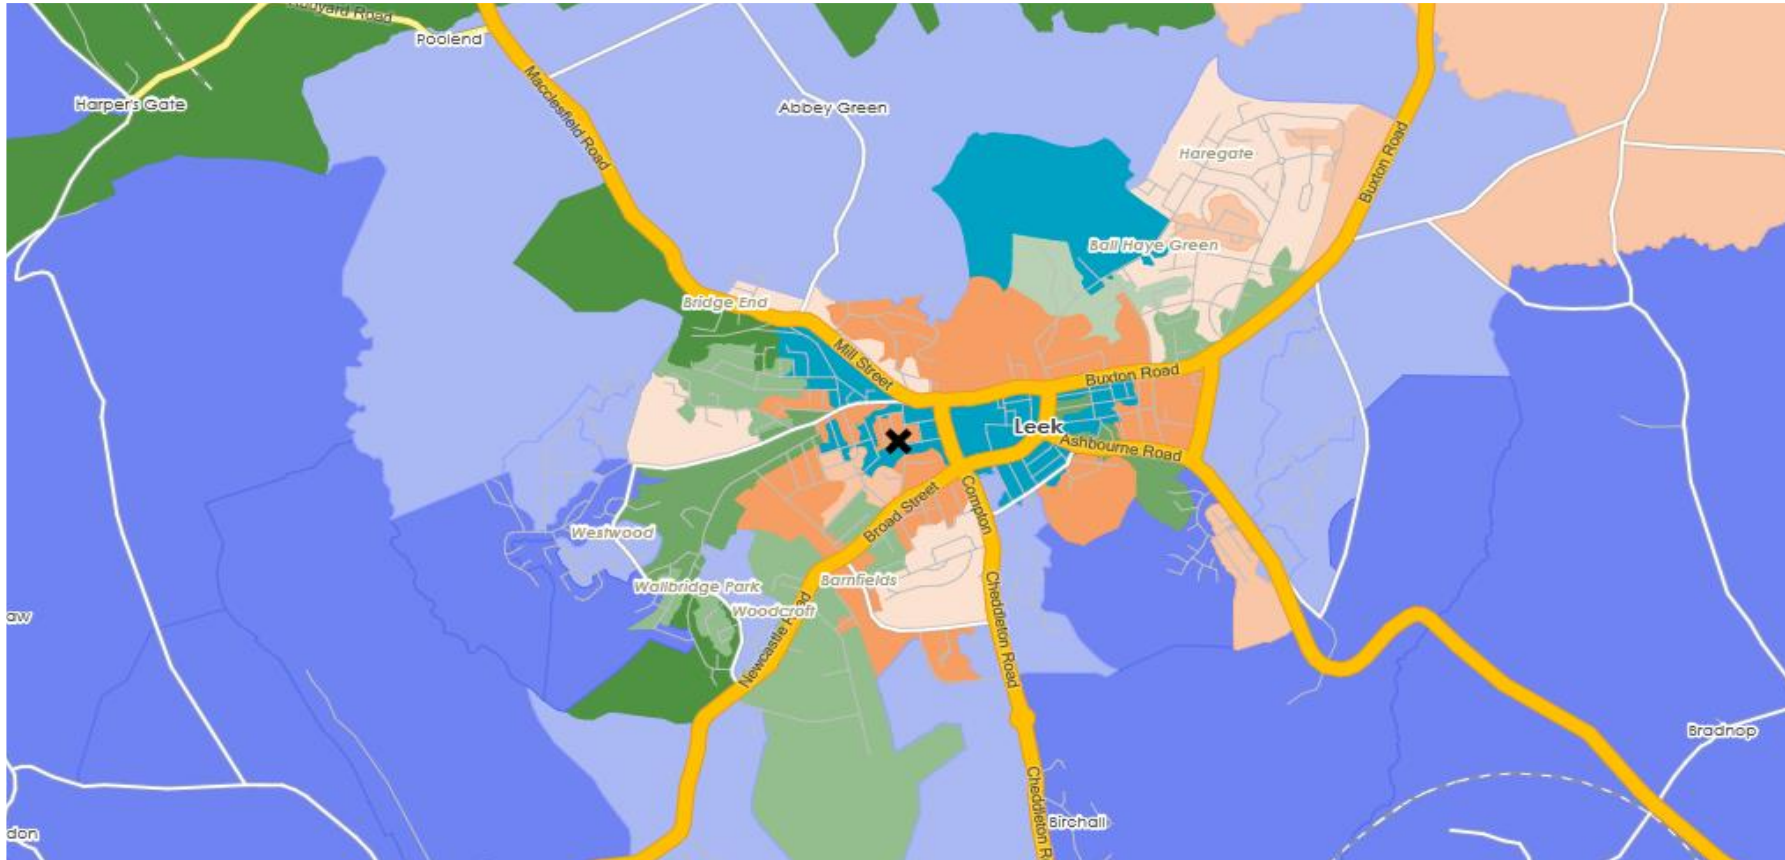 Road
Poolend
Harper's Gate
Macclesfield Road
Abbey Green
Buxton Road
Haregate
Ball Haye Green
Bridge End
Mill Street
Buxton Road
Leek
Ashbourne Road
Broad Street
Compton
Westwood
Wallbridge Park
Barnfields
Woodcroft
Newcastle Road
Cheddleton Road
aw
Bradnop
Cheddleton R
Birchall
don